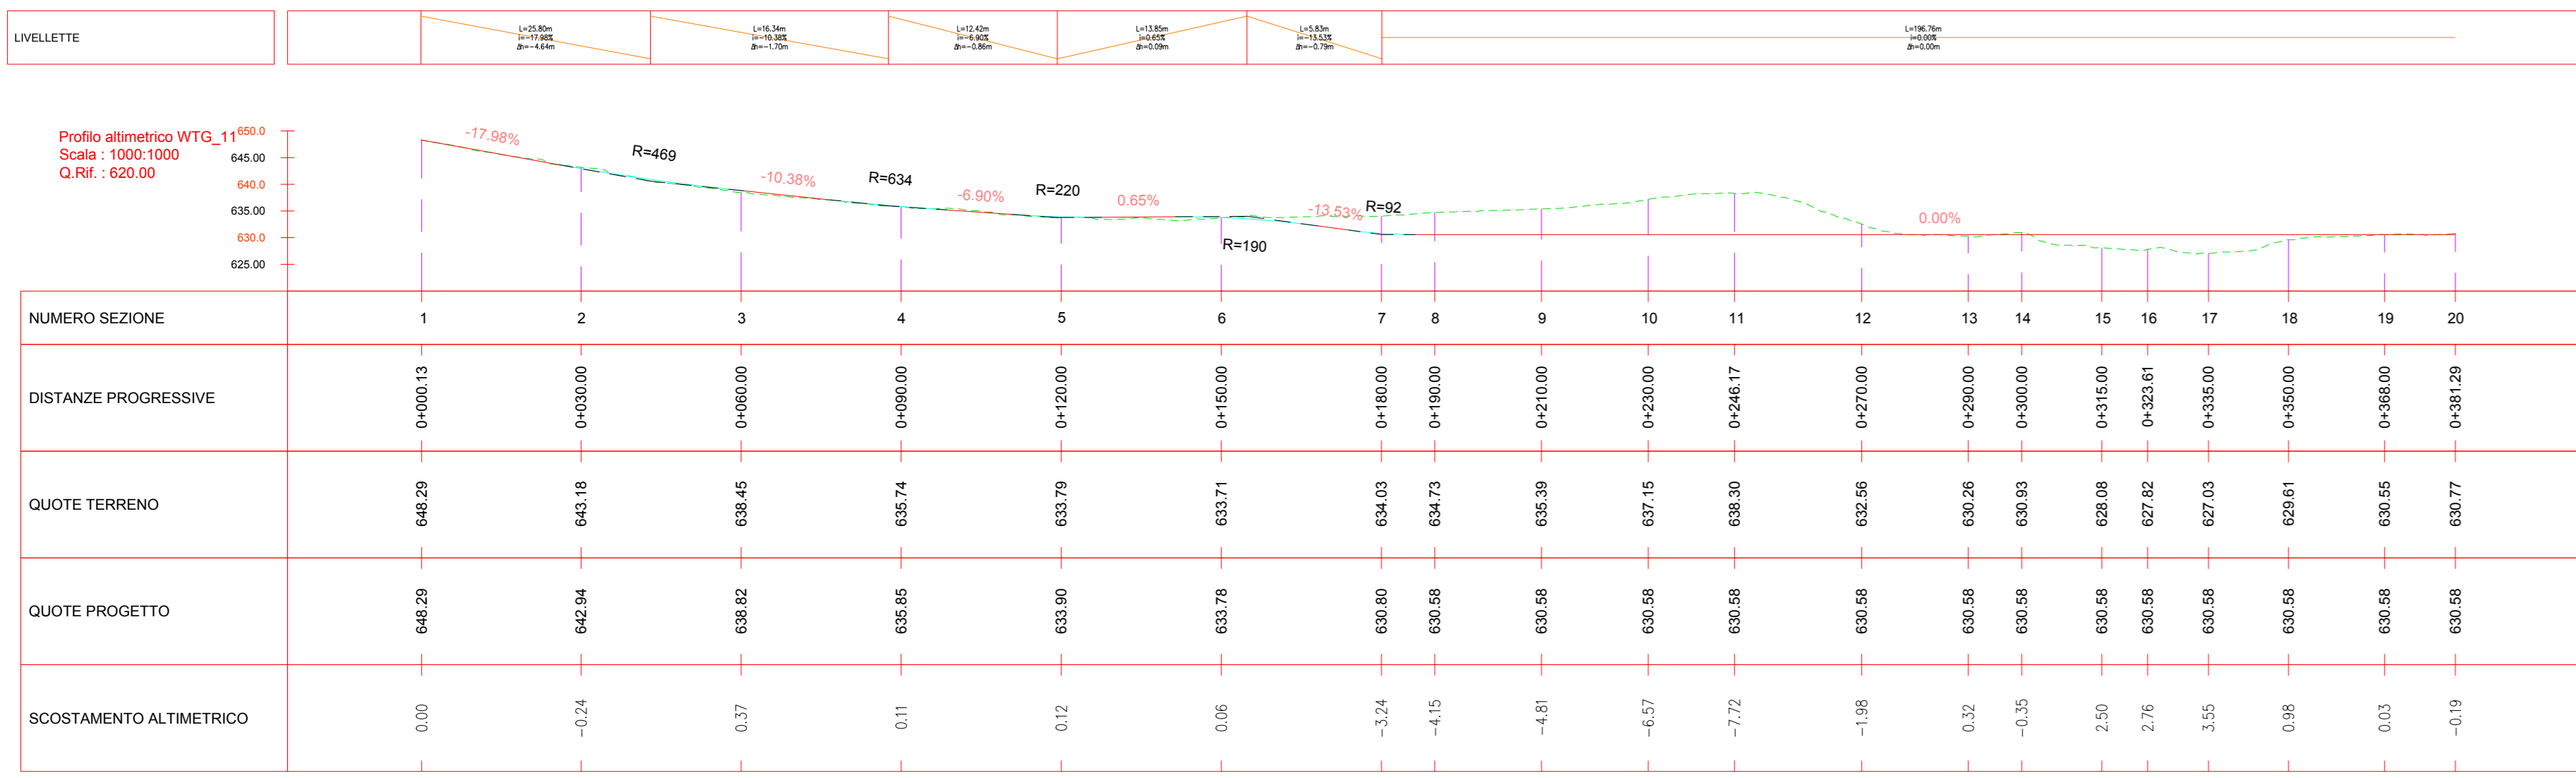 LIVELLETTE
L=25.80m
i=-17.98%
Δh=-4.64m
L=16.34m
i=-10.38%
Δh=-1.70m
L=12.42m
i=-6.90%
Δh=-0.86m
L=13.85m
i=0.65%
Δh=0.09m
L=5.83m
i=-13.53%
Δh=-0.79m
L=196.76m
i=0.00%
Δh=0.00m
Profilo altimetrico WTG_11
Scala : 1000:1000
Q.Rif. : 620.00
650.0
645.00
640.0
635.00
630.0
625.00
-17.98%
R=469
-10.38%
R=634
-6.90%
R=220
0.65%
R=190
-13.53%
R=92
0.00%
NUMERO SEZIONE 1 2 3 4 5 6 7 8 9 10 11 12 13 14 15 16 17 18 19 20
DISTANZE PROGRESSIVE 0+000.13 0+030.00 0+060.00 0+090.00 0+120.00 0+150.00 0+180.00 0+190.00 0+210.00 0+230.00 0+246.17 0+270.00 0+290.00 0+300.00 0+315.00 0+323.61 0+335.00 0+350.00 0+368.00 0+381.29
QUOTE TERRENO 648.29 643.18 638.45 635.74 633.79 633.71 634.03 634.73 635.39 637.15 638.30 632.56 630.26 630.93 628.08 627.82 627.03 629.61 630.55 630.77
QUOTE PROGETTO 648.29 642.94 638.82 635.85 633.90 633.78 630.80 630.58 630.58 630.58 630.58 630.58 630.58 630.58 630.58 630.58 630.58 630.58 630.58 630.58
SCOSTAMENTO ALTIMETRICO 0.00 -0.24 0.37 0.11 0.12 0.06 -3.24 -4.15 -4.81 -6.57 -7.72 -1.98 0.32 -0.35 2.50 2.76 3.55 0.98 0.03 -0.19